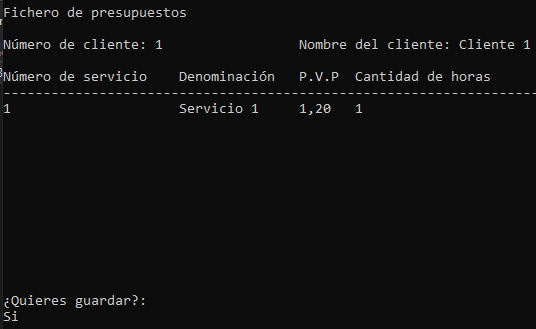 Fichero de presupuestos
Número de cliente: 1 Nombre del cliente: Cliente 1
Número de servicio Denominación P.V.P Cantidad de horas
-------------------------------------------------------------------
1 Servicio 1 1,20 1
¿Quieres guardar?:
Si